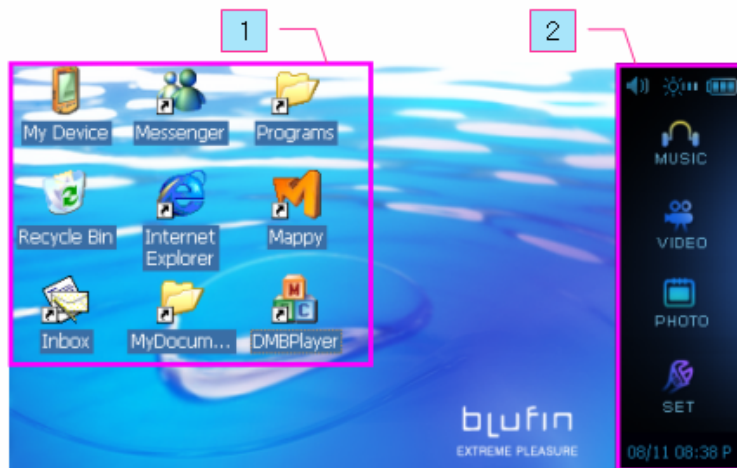 1
2
My Device
Messenger
Programs
Recycle Bin
Internet
Explorer
Mappy
Inbox
MyDocum...
M
C
DMBPlayer
MUSIC
VIDEO
PHOTO
SET
blufin
EXTREME PLEASURE
08/11 08:38 P